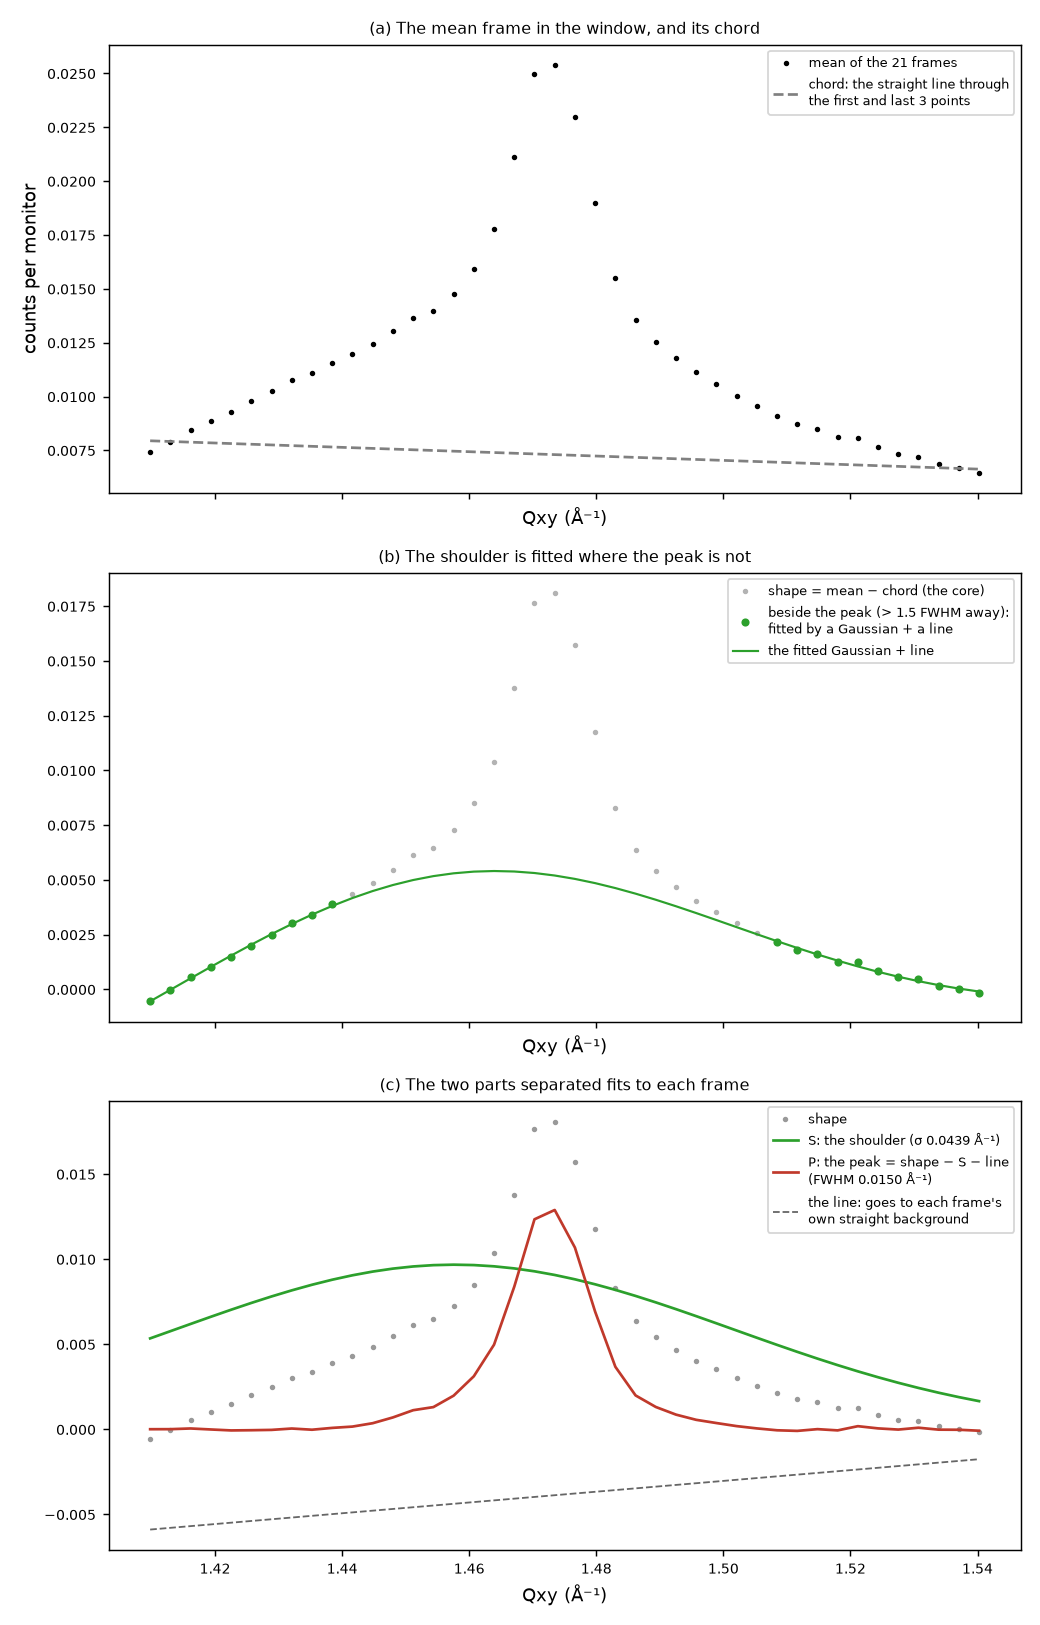 (a) The mean frame in the window, and its chord
0.0250
0.0225
0.0200
0.0175
0.0150
0.0125
0.0100
0.0075
counts per monitor
mean of the 21 frames
chord: the straight line through
the first and last 3 points
Qxy (Å⁻¹)
(b) The shoulder is fitted where the peak is not
0.0175
0.0150
0.0125
0.0100
0.0075
0.0050
0.0025
0.0000
shape = mean − chord (the core)
beside the peak (> 1.5 FWHM away):
fitted by a Gaussian + a line
the fitted Gaussian + line
Qxy (Å⁻¹)
(c) The two parts separated fits to each frame
0.015
0.010
0.005
0.000
−0.005
shape
S: the shoulder (σ 0.0439 Å⁻¹)
P: the peak = shape − S − line
(FWHM 0.0150 Å⁻¹)
the line: goes to each frame's
own straight background
1.42 1.44 1.46 1.48 1.50 1.52 1.54
Qxy (Å⁻¹)